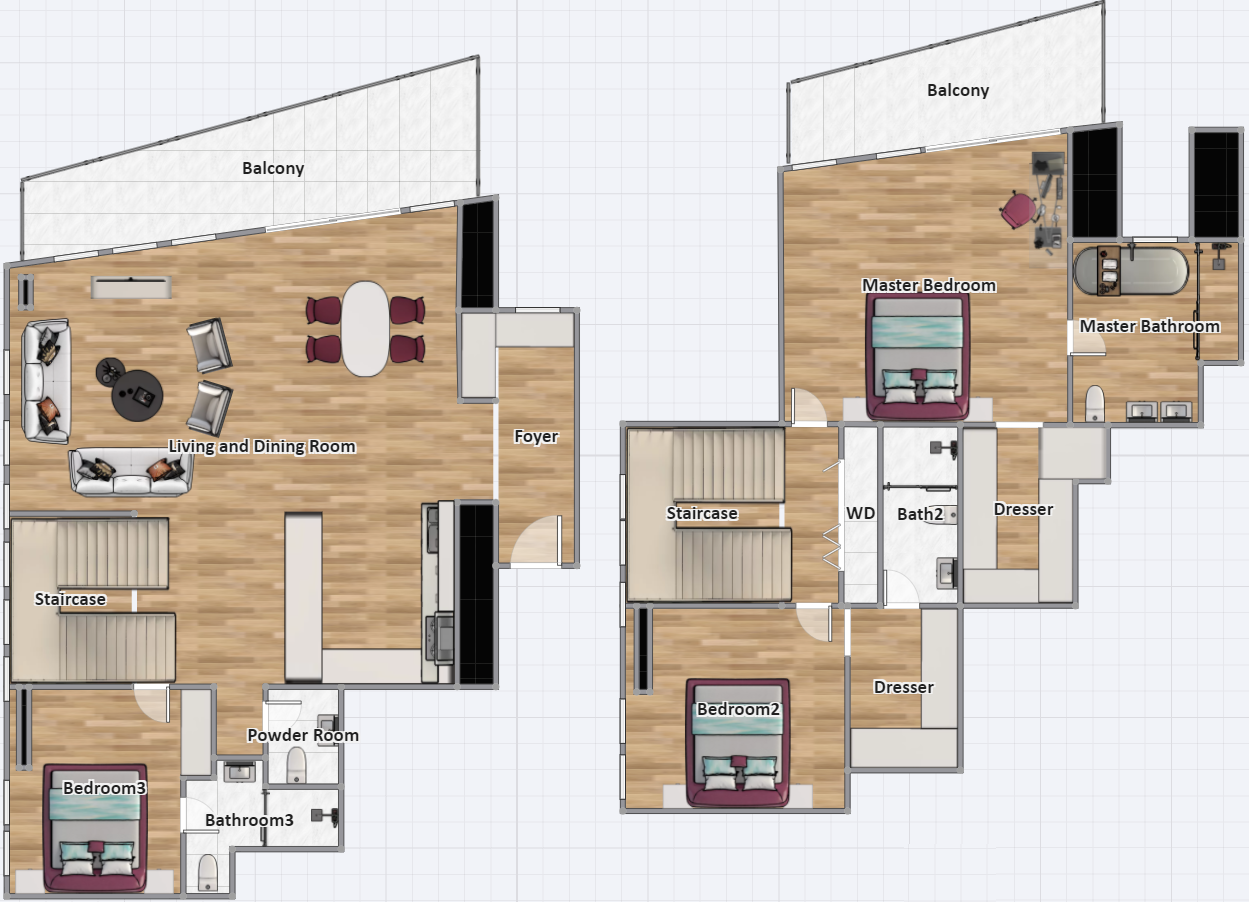 Balcony
Living and Dining Room
Foyer
Staircase
Powder Room
Bedroom3
Bathroom3
Balcony
Master Bedroom
Master Bathroom
Staircase
WD
Bath2
Dresser
Dresser
Bedroom2